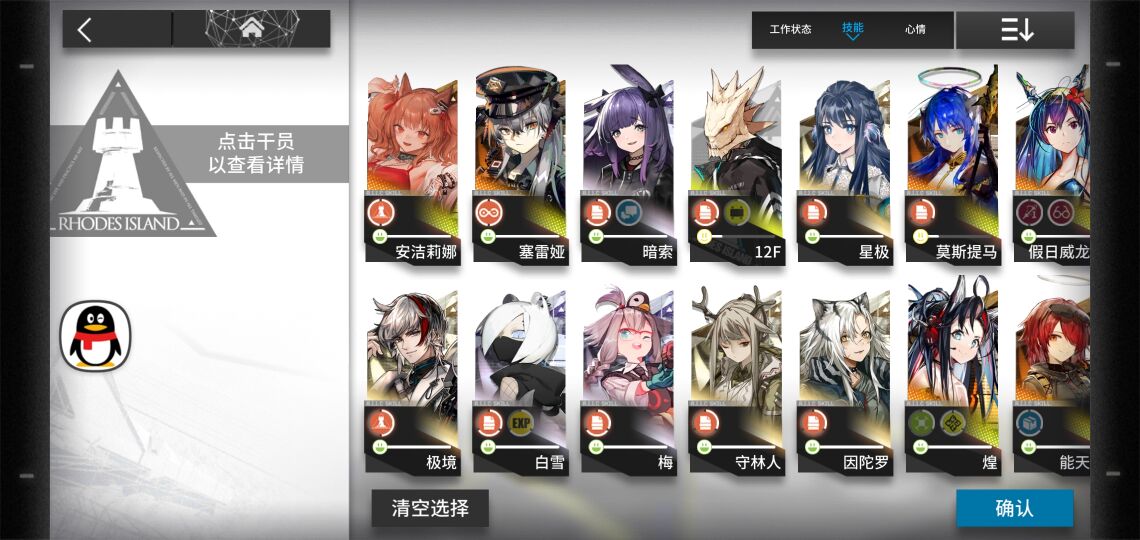 工作状态
技能
心情
点击干员
以查看详情
RHODES ISLAND
安洁莉娜
塞雷娅
暗索
12F
星极
莫斯提马
假日威龙
EXP
极境
白雪
梅
守林人
因陀罗
煌
能天
清空选择
确认